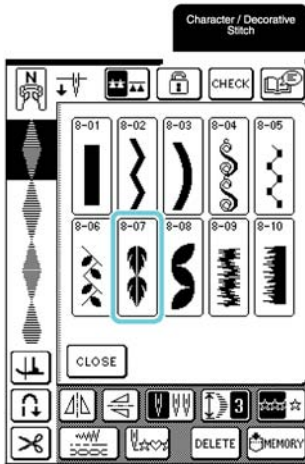 Character / Decorative
Stitch
N
CHECK
8-01 8-02 8-03 8-04 8-05
8-06 8-07 8-08 8-09 8-10
CLOSE
3
DELETE MEMORY